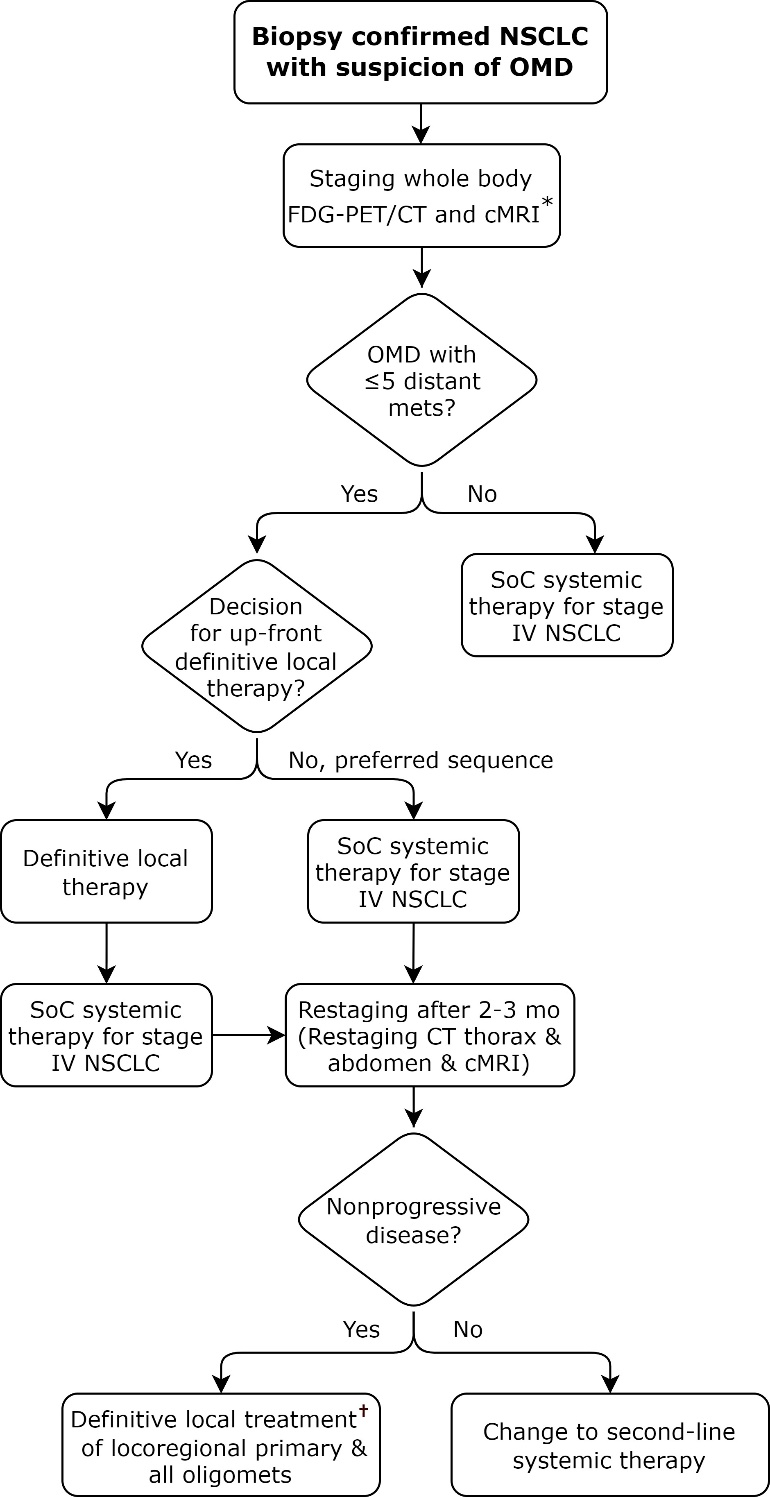 Biopsy confirmed NSCLC
with suspicion of OMD
Staging whole body
FDG-PET/CT and cMRI*
OMD with
≤5 distant
mets?
Yes
No
SoC systemic
therapy for stage
IV NSCLC
Decision
for up-front
definitive local
therapy?
Yes
No, preferred sequence
Definitive local
therapy
SoC systemic
therapy for stage
IV NSCLC
SoC systemic
therapy for stage
IV NSCLC
Restaging after 2-3 mo
(Restaging CT thorax &
abdomen & cMRI)
Nonprogressive
disease?
Yes
No
Definitive local treatment†
of locoregional primary &
all oligomets
Change to second-line
systemic therapy